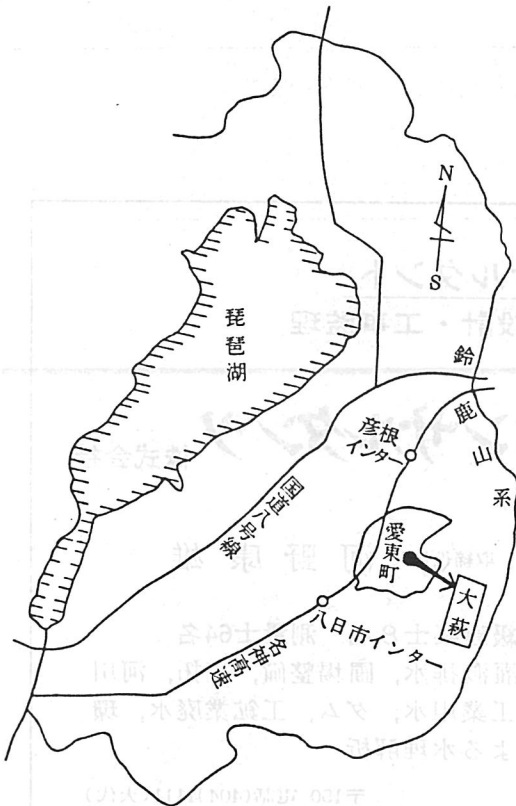 N
S
琵琶湖
鈴鹿山系
彦根
インター
国道八号線
愛東町
大萩
八日市インター
名神高速